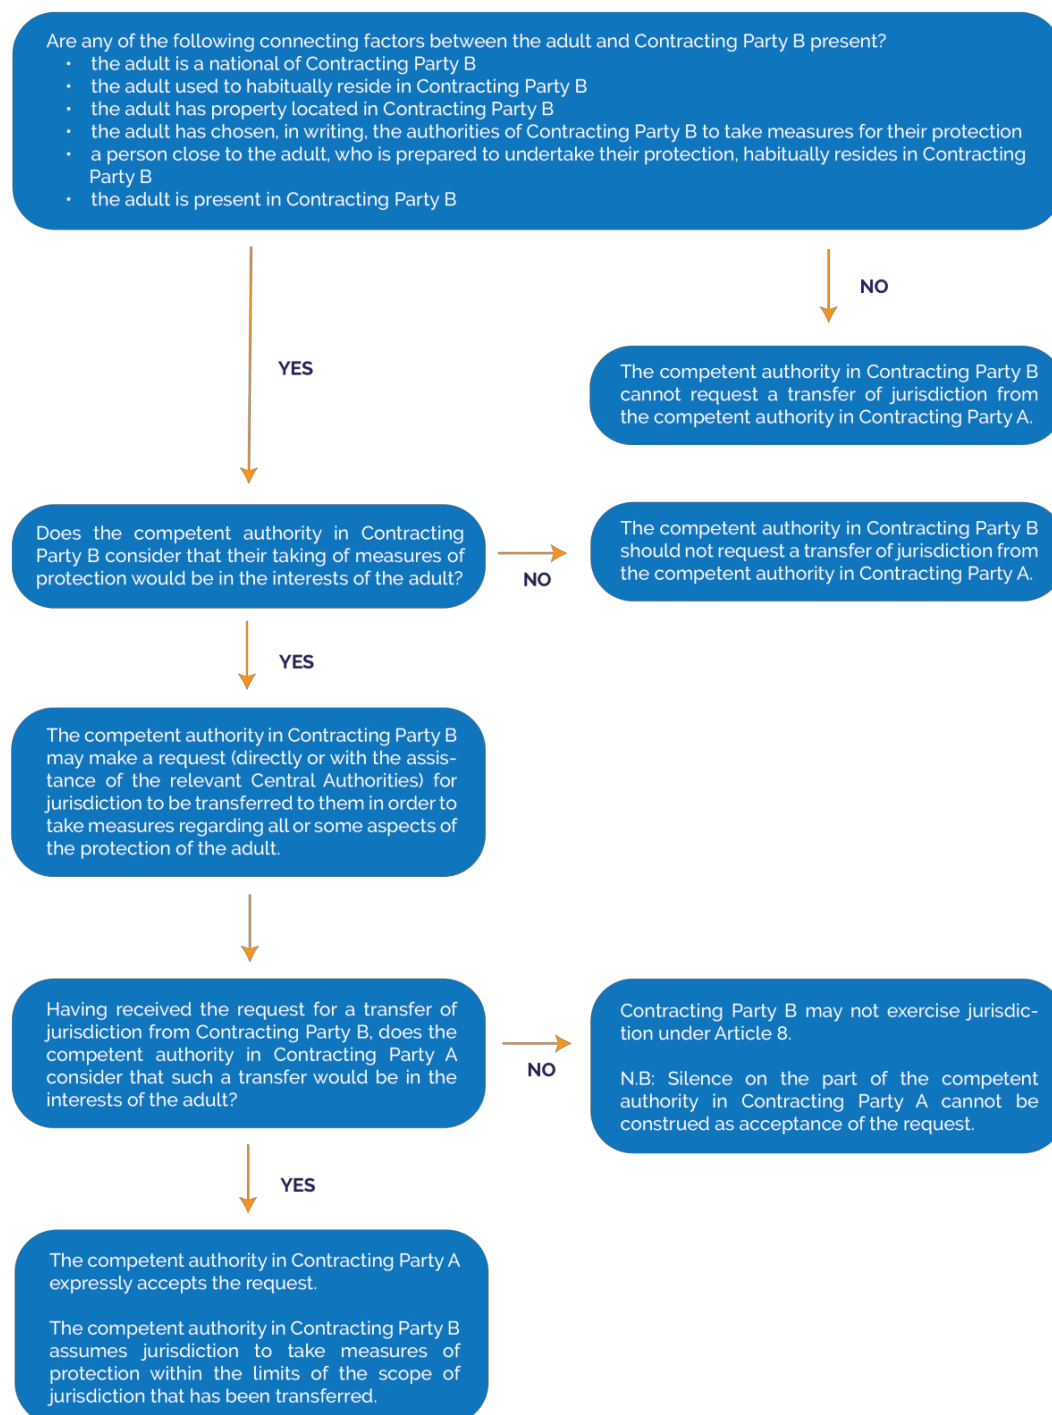 Are any of the following connecting factors between the adult and Contracting Party B present?
• the adult is a national of Contracting Party B
• the adult used to habitually reside in Contracting Party B
• the adult has property located in Contracting Party B
• the adult has chosen, in writing, the authorities of Contracting Party B to take measures for their protection
• a person close to the adult, who is prepared to undertake their protection, habitually resides in Contracting
Party B
• the adult is present in Contracting Party B
NO
YES
The competent authority in Contracting Party B
cannot request a transfer of jurisdiction from
the competent authority in Contracting Party A.
Does the competent authority in Contracting
Party B consider that their taking of measures of
protection would be in the interests of the adult?
NO
The competent authority in Contracting Party B
should not request a transfer of jurisdiction from
the competent authority in Contracting Party A.
YES
The competent authority in Contracting Party B
may make a request (directly or with the assis-
tance of the relevant Central Authorities) for
jurisdiction to be transferred to them in order to
take measures regarding all or some aspects of
the protection of the adult.
Having received the request for a transfer of
jurisdiction from Contracting Party B, does the
competent authority in Contracting Party A
consider that such a transfer would be in the
interests of the adult?
NO
Contracting Party B may not exercise jurisdic-
tion under Article 8.
N.B: Silence on the part of the competent
authority in Contracting Party A cannot be
construed as acceptance of the request.
YES
The competent authority in Contracting Party A
expressly accepts the request.
The competent authority in Contracting Party B
assumes jurisdiction to take measures of
protection within the limits of the scope of
jurisdiction that has been transferred.